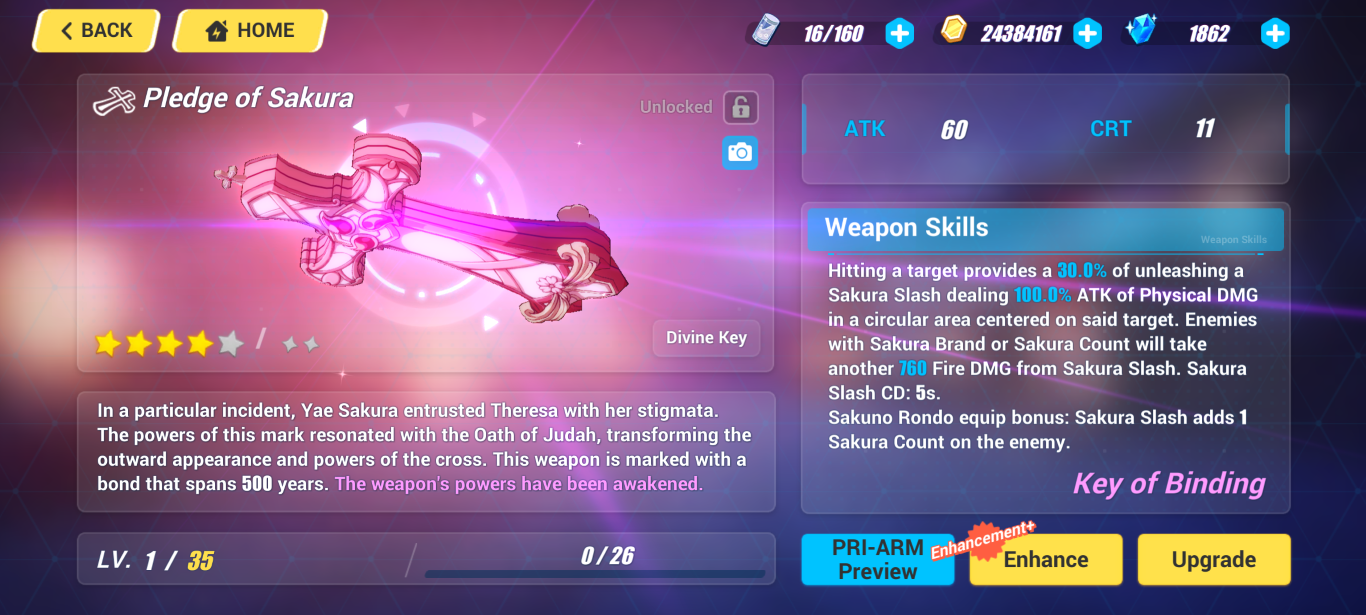 BACK
HOME
16/160
24384161
1862
Pledge of Sakura
Unlocked
Divine Key
In a particular incident, Yae Sakura entrusted Theresa with her stigmata.
The powers of this mark resonated with the Oath of Judah, transforming the
outward appearance and powers of the cross. This weapon is marked with a
bond that spans 500 years. The weapon's powers have been awakened.
LV. 1 / 35
0/26
ATK 60 CRT 11
Weapon Skills
Weapon Skills
Hitting a target provides a 30.0% of unleashing a
Sakura Slash dealing 100.0% ATK of Physical DMG
in a circular area centered on said target. Enemies
with Sakura Brand or Sakura Count will take
another 760 Fire DMG from Sakura Slash. Sakura
Slash CD: 5s.
Sakuno Rondo equip bonus: Sakura Slash adds 1
Sakura Count on the enemy.
Key of Binding
PRI-ARM
Preview
Enhancement+
Enhance
Upgrade